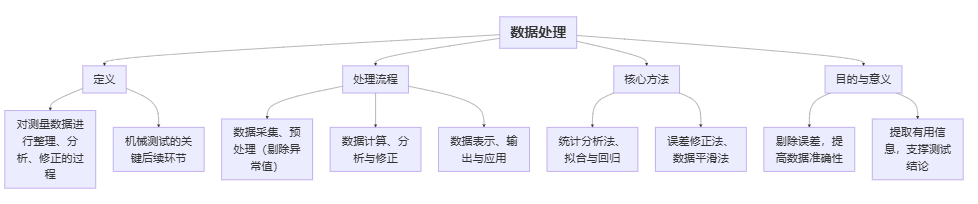 数据处理
定义
处理流程
核心方法
目的与意义
对测量数据进
行整理、分
析、修正的过
程
机械测试的关
键后续环节
数据采集、预
处理（剔除异
常值）
数据计算、分
析与修正
数据表示、输
出与应用
统计分析法、
拟合与回归
误差修正法、
数据平滑法
剔除误差，提
高数据准确性
提取有用信
息，支撑测试
结论